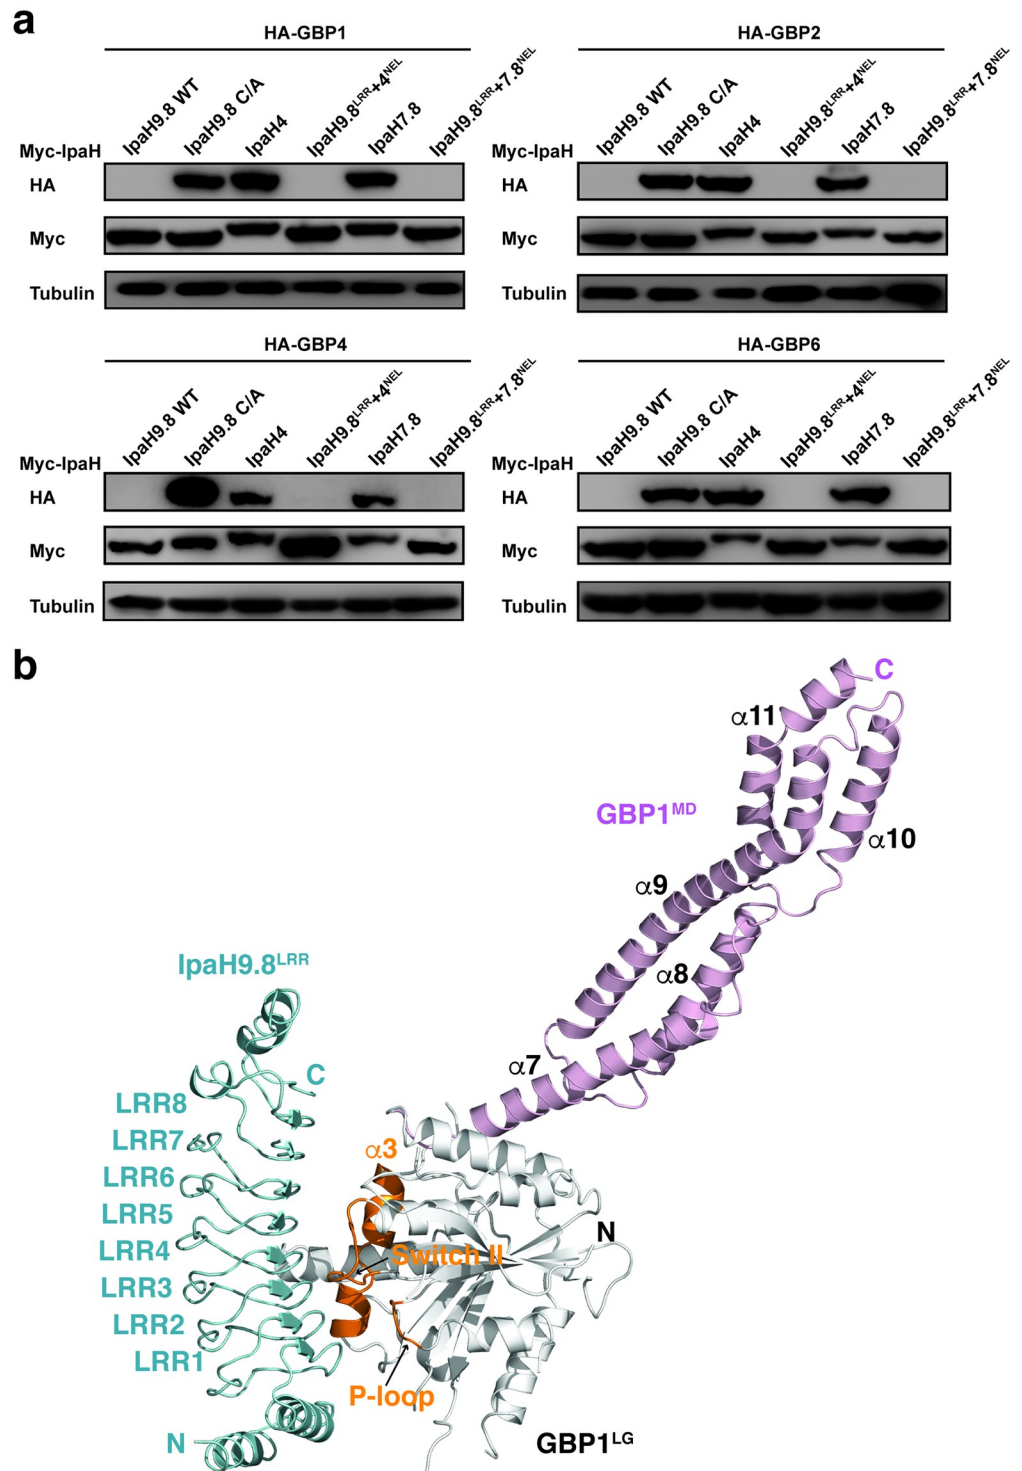 a
HA-GBP1
IpaH9.8 WT
IpaH9.8 C/A
IpaH4
IpaH9.8LRR+4NEL
IpaH7.8
IpaH9.8LRR+7.8NEL
Myc-IpaH
HA
Myc
Tubulin
HA-GBP2
IpaH9.8 WT
IpaH9.8 C/A
IpaH4
IpaH9.8LRR+4NEL
IpaH7.8
IpaH9.8LRR+7.8NEL
Myc-IpaH
HA
Myc
Tubulin
HA-GBP4
IpaH9.8 WT
IpaH9.8 C/A
IpaH4
IpaH9.8LRR+4NEL
IpaH7.8
IpaH9.8LRR+7.8NEL
Myc-IpaH
HA
Myc
Tubulin
HA-GBP6
IpaH9.8 WT
IpaH9.8 C/A
IpaH4
IpaH9.8LRR+4NEL
IpaH7.8
IpaH9.8LRR+7.8NEL
Myc-IpaH
HA
Myc
Tubulin
b
C
α11
GBP1MD
α10
α9
α8
α7
IpaH9.8LRR
C
LRR8
LRR7
LRR6
LRR5
LRR4
LRR3
LRR2
LRR1
N
α3
Switch II
N
P-loop
GBP1LG